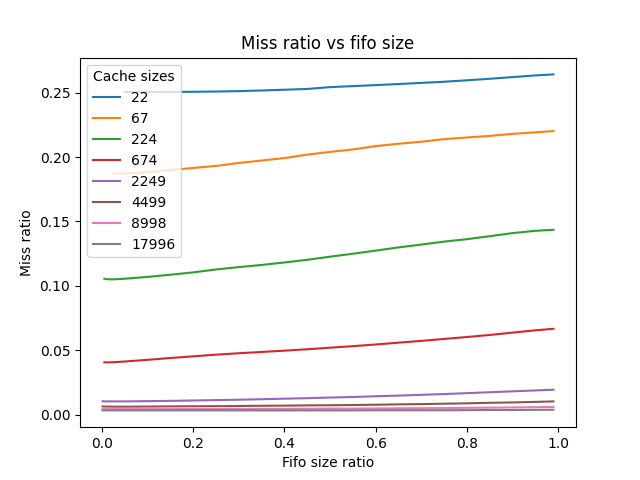 Miss ratio vs fifo size
Cache sizes
22
67
224
674
2249
4499
8998
17996
0.25
0.20
0.15
0.10
0.05
0.00
Miss ratio
0.0 0.2 0.4 0.6 0.8 1.0
Fifo size ratio